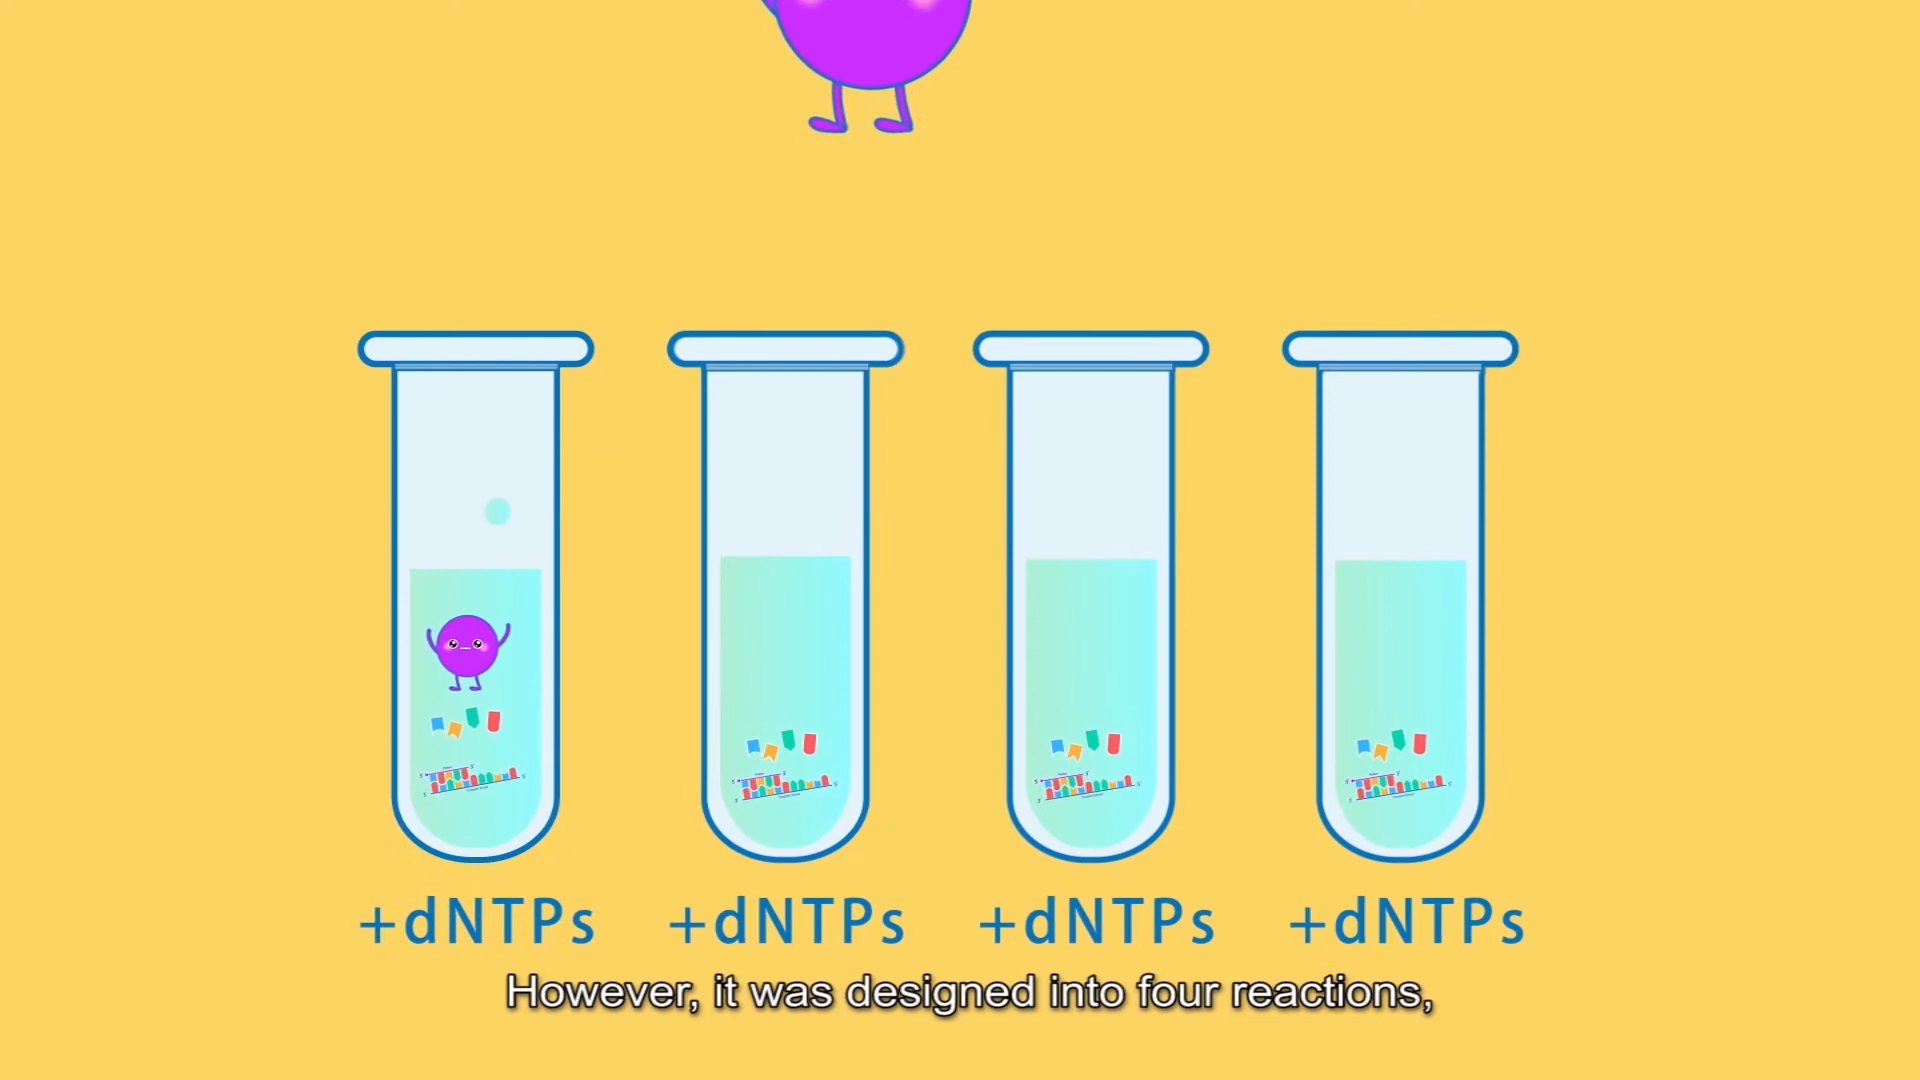 +dNTPs +dNTPs +dNTPs +dNTPs
However, it was designed into four reactions,